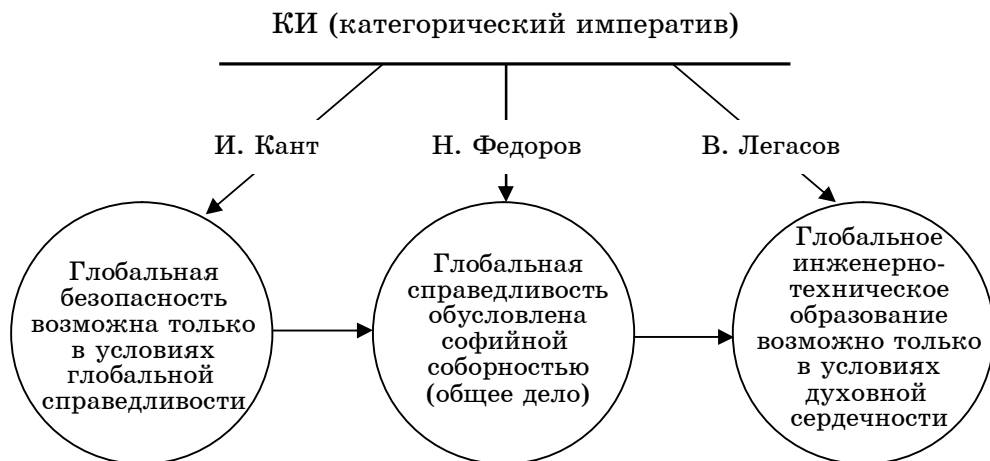 КИ (категорический императив)
И. Кант
Н. Федоров
В. Легасов
Глобальная
безопасность
возможна только
в условиях
глобальной
справедливости
Глобальная
справедливость
обусловлена
софийной
соборностью
(общее дело)
Глобальное
инженерно-
техническое
образование
возможно только
в условиях
духовной
сердечности